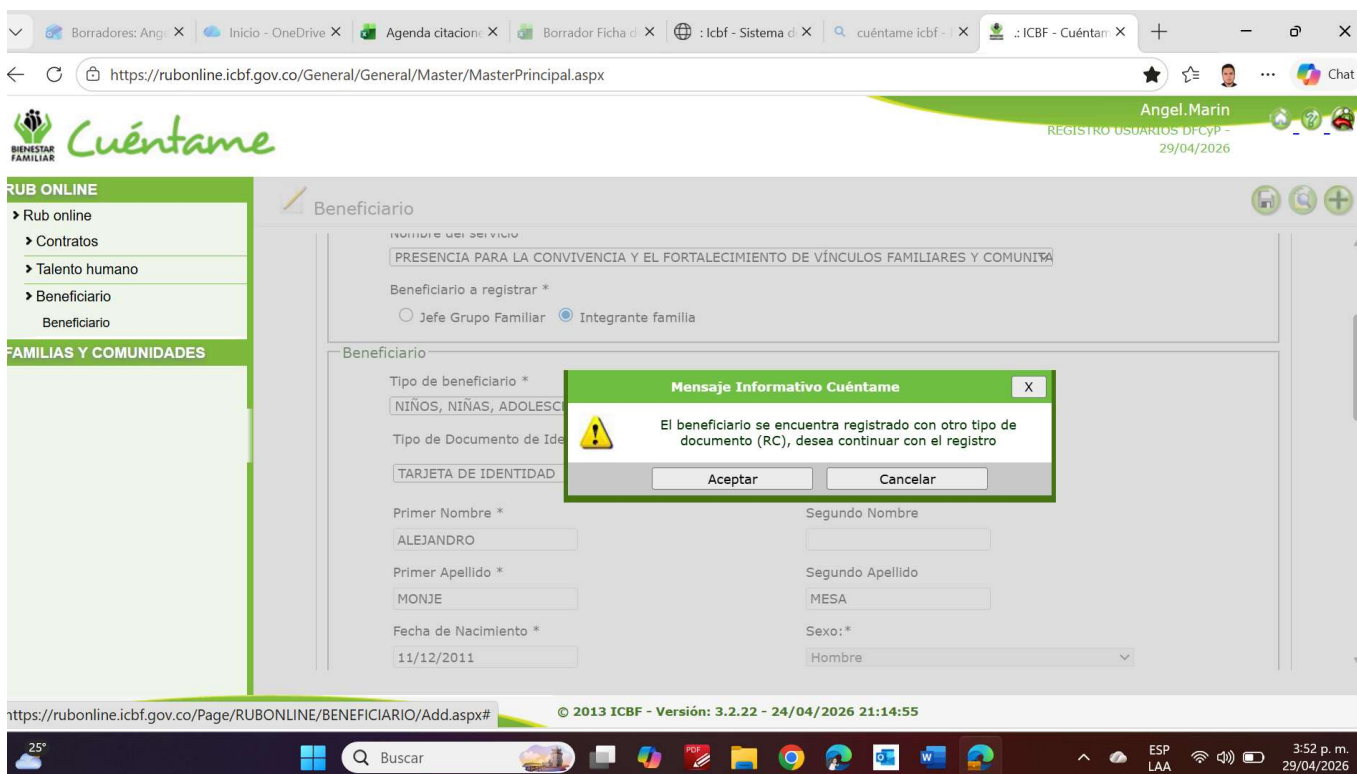 Borradores: Ang
Inicio - OneDrive
Agenda citacion
Borrador Ficha d
: Icbf - Sistema d
cuéntame icbf -
.: ICBF - Cuéntam
https://rubonline.icbf.gov.co/General/General/Master/MasterPrincipal.aspx
Chat
BIENESTAR
FAMILIAR
Cuéntame
Angel.Marin
REGISTRO USUARIOS DFCyP -
29/04/2026
RUB ONLINE
Rub online
Contratos
Talento humano
Beneficiario
Beneficiario
FAMILIAS Y COMUNIDADES
Beneficiario
Nombre del servicio
PRESENCIA PARA LA CONVIVENCIA Y EL FORTALECIMIENTO DE VÍNCULOS FAMILIARES Y COMUNITA
Beneficiario a registrar *
Jefe Grupo Familiar Integrante familia
Beneficiario
Tipo de beneficiario *
NIÑOS, NIÑAS, ADOLESC
Tipo de Documento de Ide
TARJETA DE IDENTIDAD
Mensaje Informativo Cuéntame X
El beneficiario se encuentra registrado con otro tipo de
documento (RC), desea continuar con el registro
Aceptar Cancelar
Primer Nombre * Segundo Nombre
ALEJANDRO
Primer Apellido * Segundo Apellido
MONJE MESA
Fecha de Nacimiento * Sexo:*
11/12/2011 Hombre
https://rubonline.icbf.gov.co/Page/RUBONLINE/BENEFICIARIO/Add.aspx#
© 2013 ICBF - Versión: 3.2.22 - 24/04/2026 21:14:55
25°
Buscar
PDF
ESP
LAA
3:52 p. m.
29/04/2026